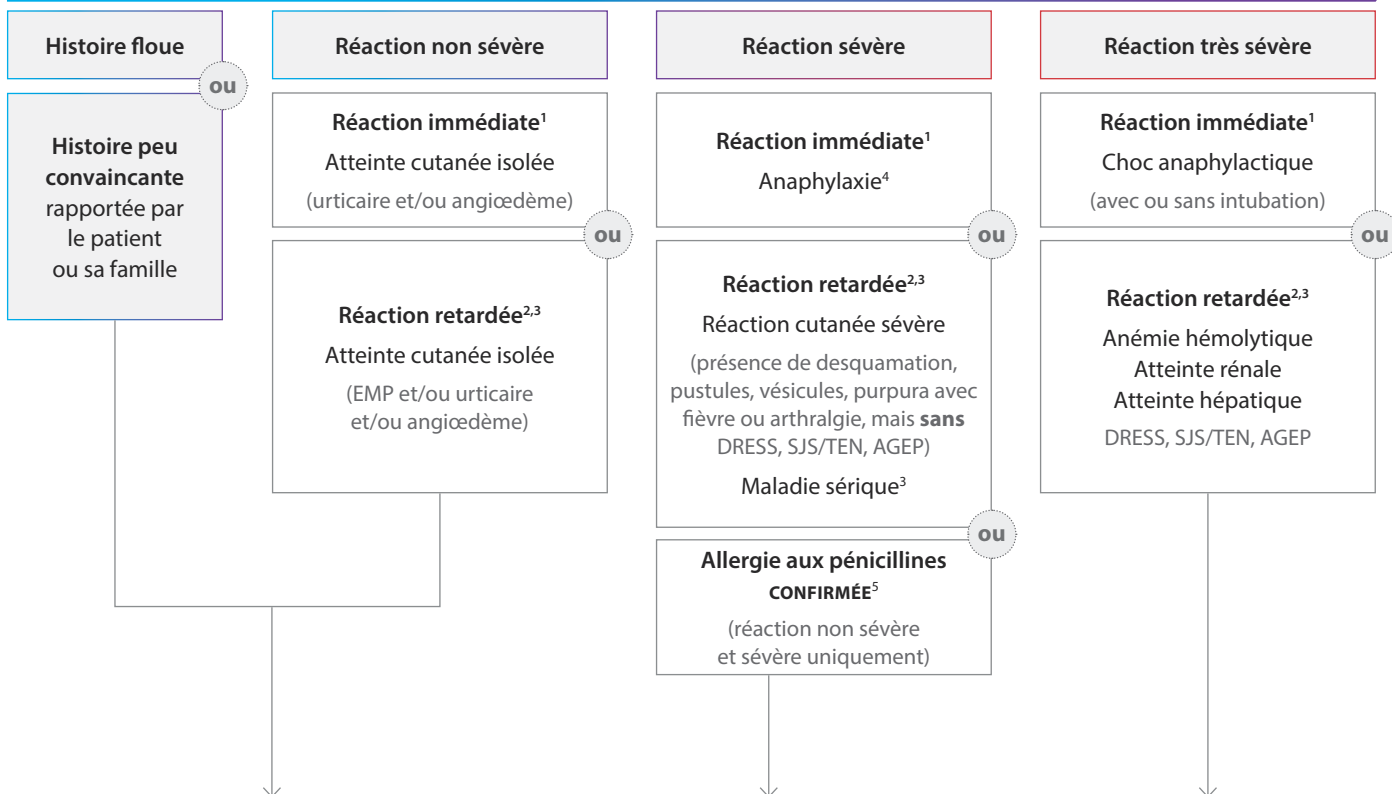 Histoire floue
ou
Histoire peu
convaincante
rapportée par
le patient
ou sa famille
Réaction non sévère
Réaction immédiate¹
Atteinte cutanée isolée
(urticaire et/ou angiœdème)
ou
Réaction retardée²,³
Atteinte cutanée isolée
(EMP et/ou urticaire
et/ou angiœdème)
Réaction sévère
Réaction immédiate¹
Anaphylaxie⁴
ou
Réaction retardée²,³
Réaction cutanée sévère
(présence de desquamation,
pustules, vésicules, purpura avec
fièvre ou arthralgie, mais sans
DRESS, SJS/TEN, AGEP)
Maladie sérique³
ou
Allergie aux pénicillines
CONFIRMÉE⁵
(réaction non sévère
et sévère uniquement)
Réaction très sévère
Réaction immédiate¹
Choc anaphylactique
(avec ou sans intubation)
ou
Réaction retardée²,³
Anémie hémolytique
Atteinte rénale
Atteinte hépatique
DRESS, SJS/TEN, AGEP